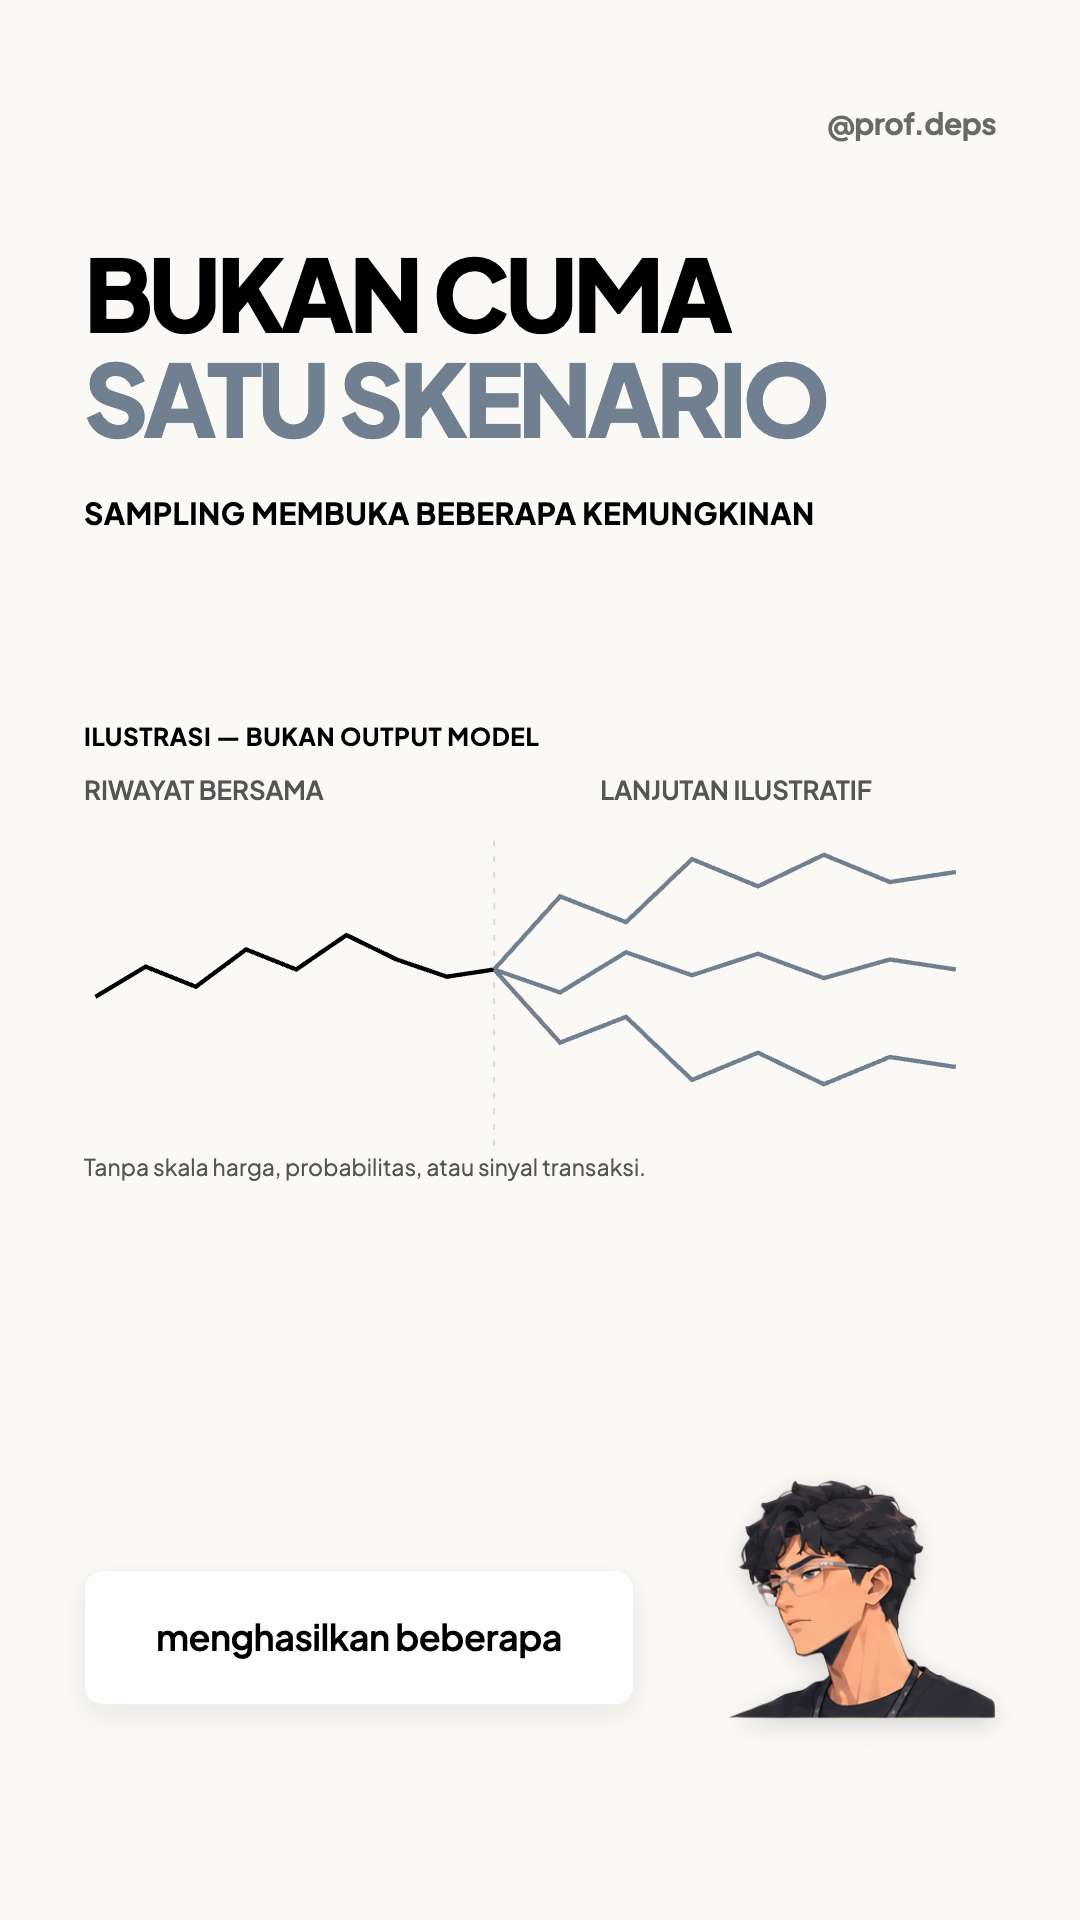 @prof.deps
BUKAN CUMA
SATU SKENARIO
SAMPLING MEMBUKA BEBERAPA KEMUNGKINAN
ILUSTRASI — BUKAN OUTPUT MODEL
RIWAYAT BERSAMA
LANJUTAN ILUSTRATIF
Tanpa skala harga, probabilitas, atau sinyal transaksi.
menghasilkan beberapa